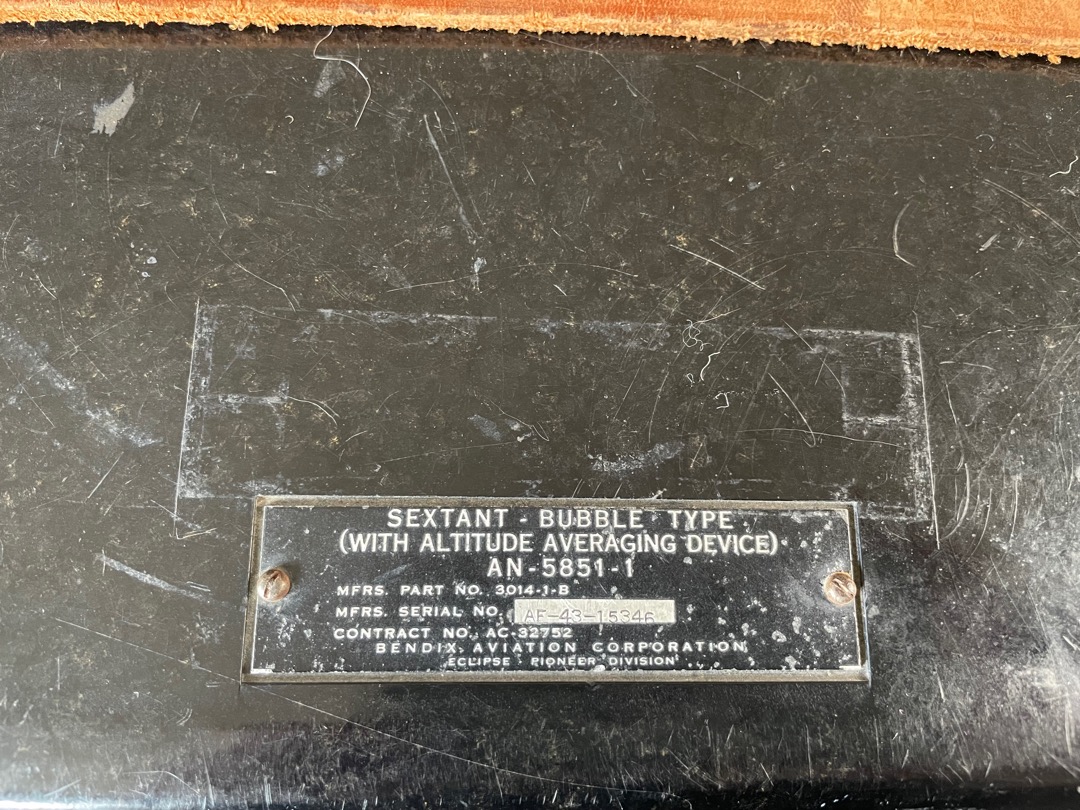 SEXTANT - BUBBLE TYPE
(WITH ALTITUDE AVERAGING DEVICE)
AN-5851-1
MFRS. PART NO. 3014-1-B
MFRS. SERIAL NO. AF-43-15346
CONTRACT NO. AC-32752
BENDIX AVIATION CORPORATION
ECLIPSE - PIONEER DIVISION